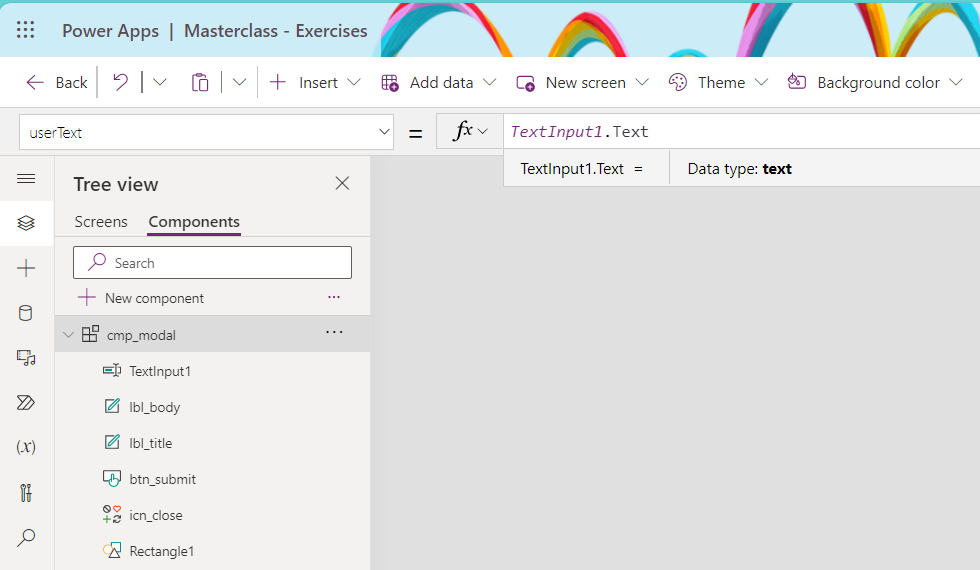 Power Apps | Masterclass - Exercises
Back Insert Add data New screen Theme Background color
userText = fx TextInput1.Text
TextInput1.Text = Data type: text
Tree view
Screens Components
Search
New component ...
cmp_modal ...
TextInput1
lbl_body
lbl_title
(x)
btn_submit
icn_close
Rectangle1